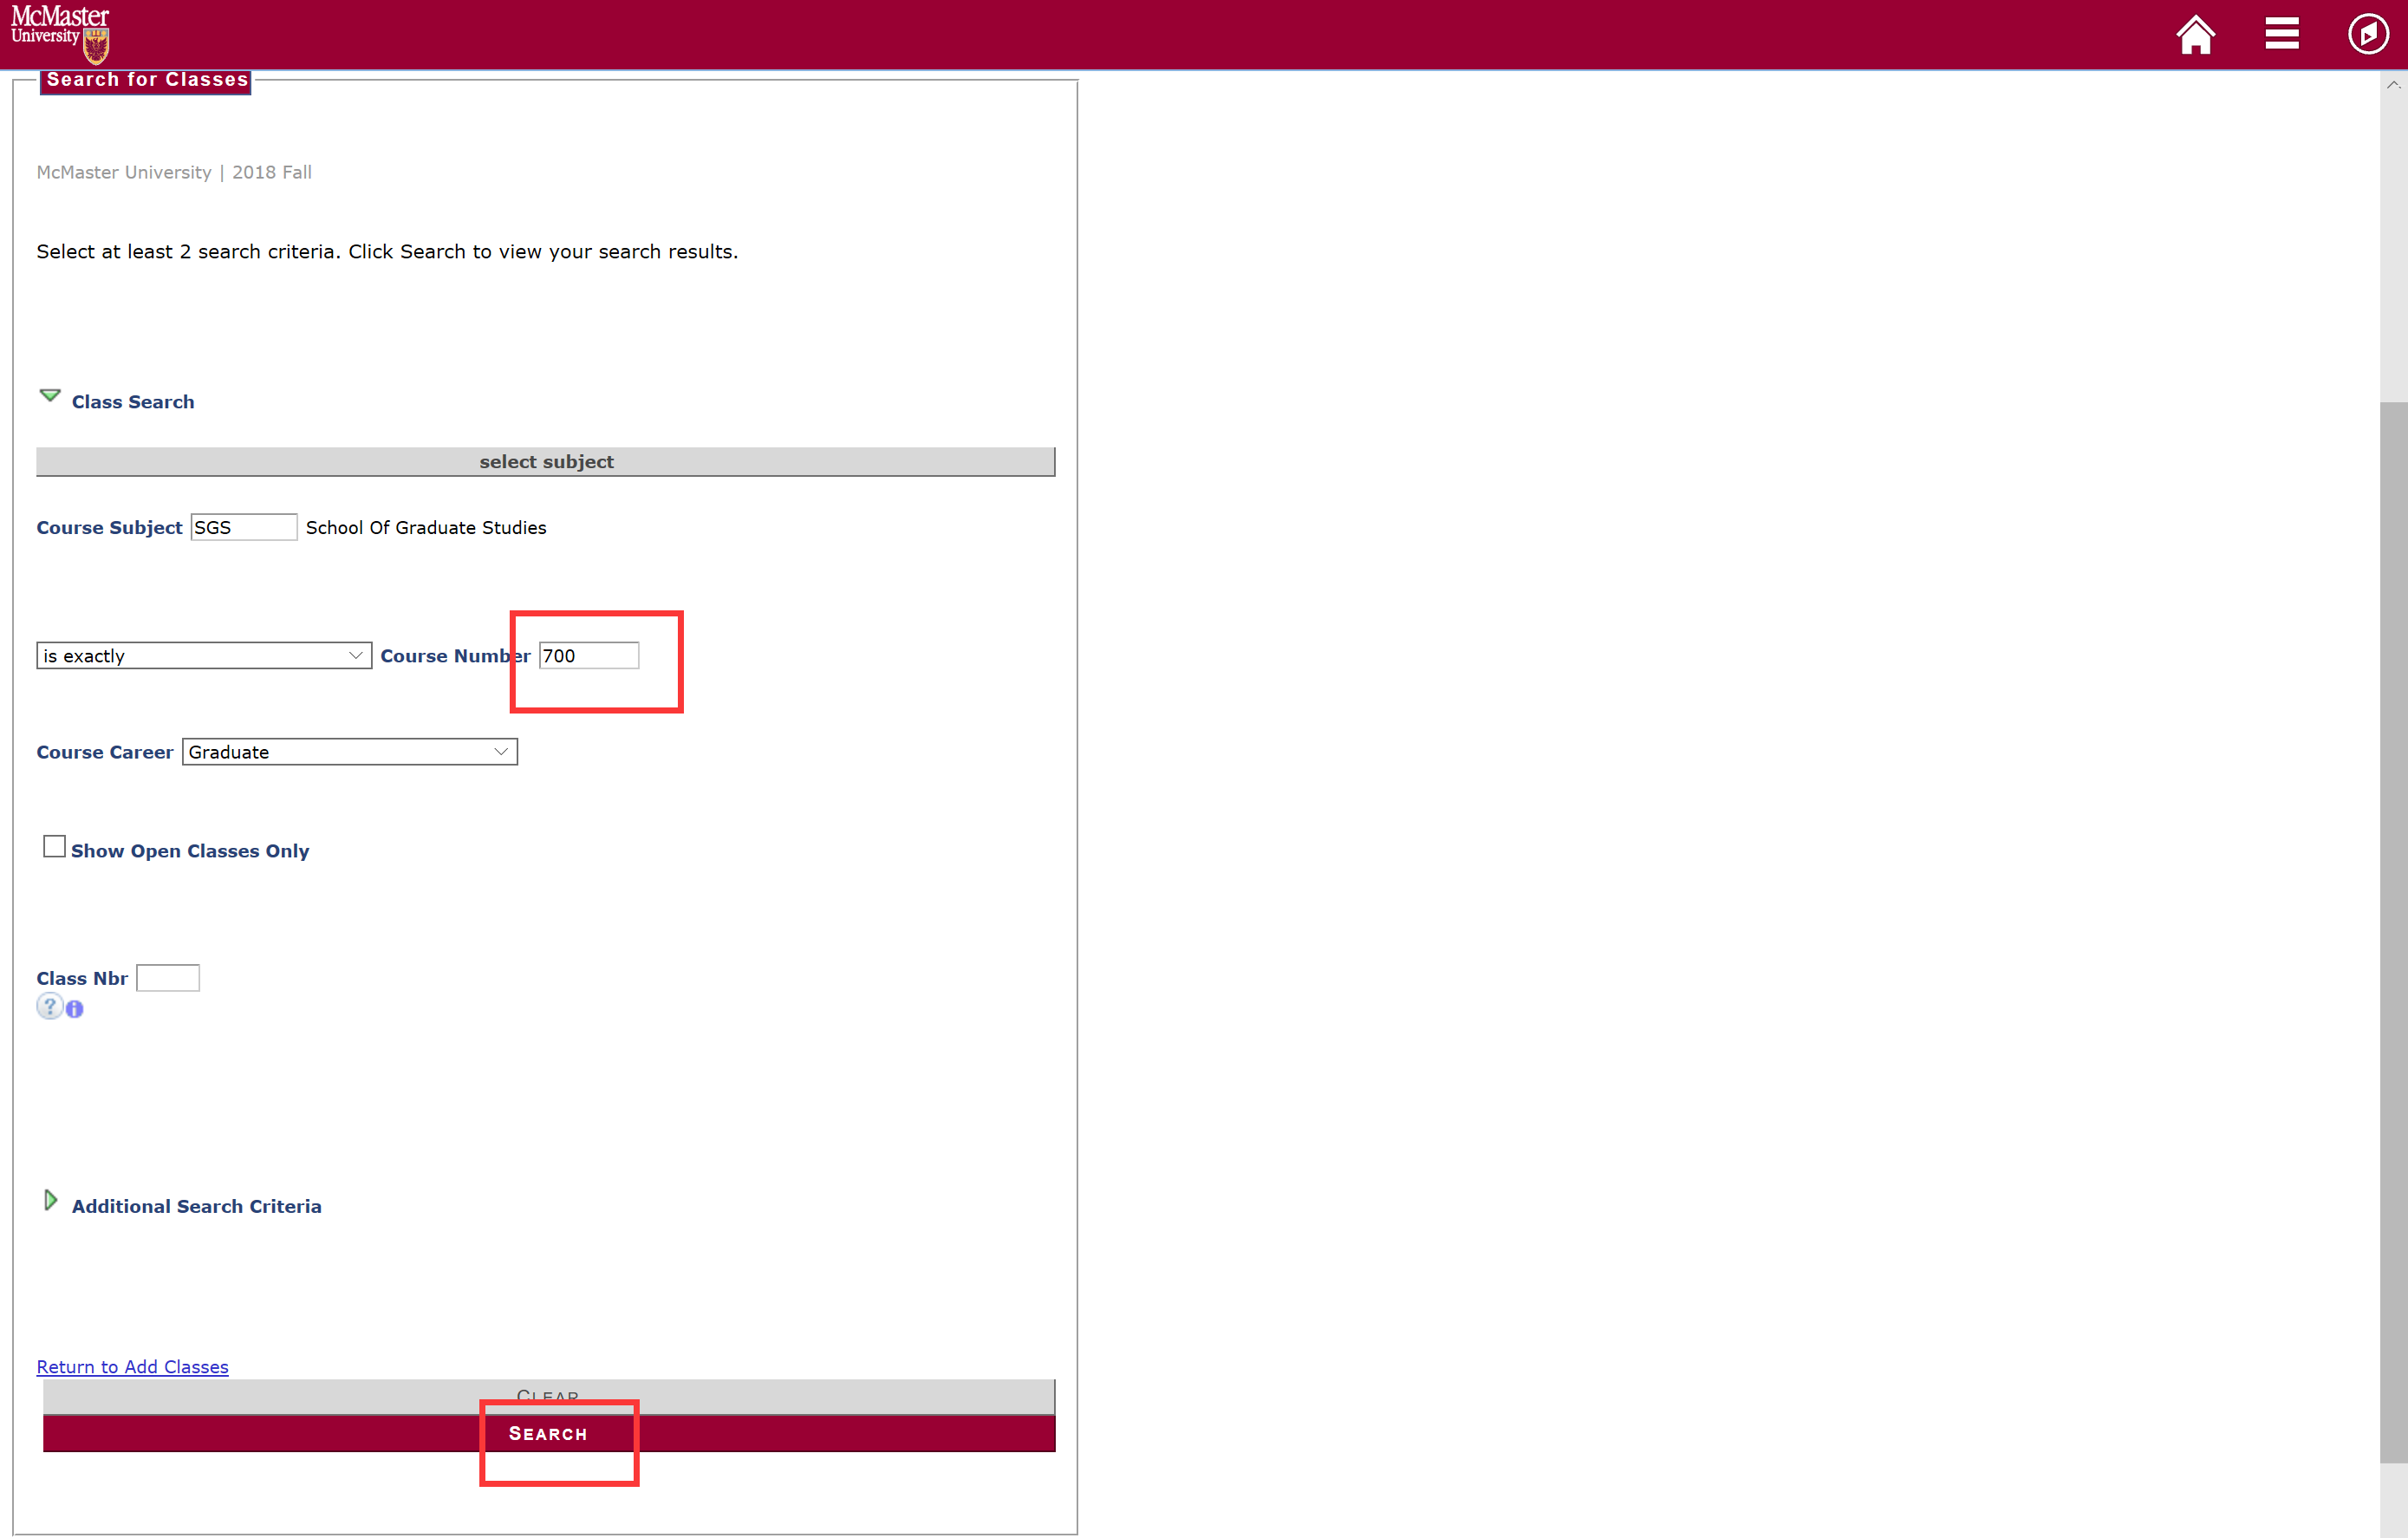 McMaster
University
Search for Classes
McMaster University | 2018 Fall
Select at least 2 search criteria. Click Search to view your search results.
Class Search
select subject
Course Subject SGS School Of Graduate Studies
is exactly Course Number 700
Course Career Graduate
Show Open Classes Only
Class Nbr
Additional Search Criteria
Return to Add Classes
CLEAR
SEARCH